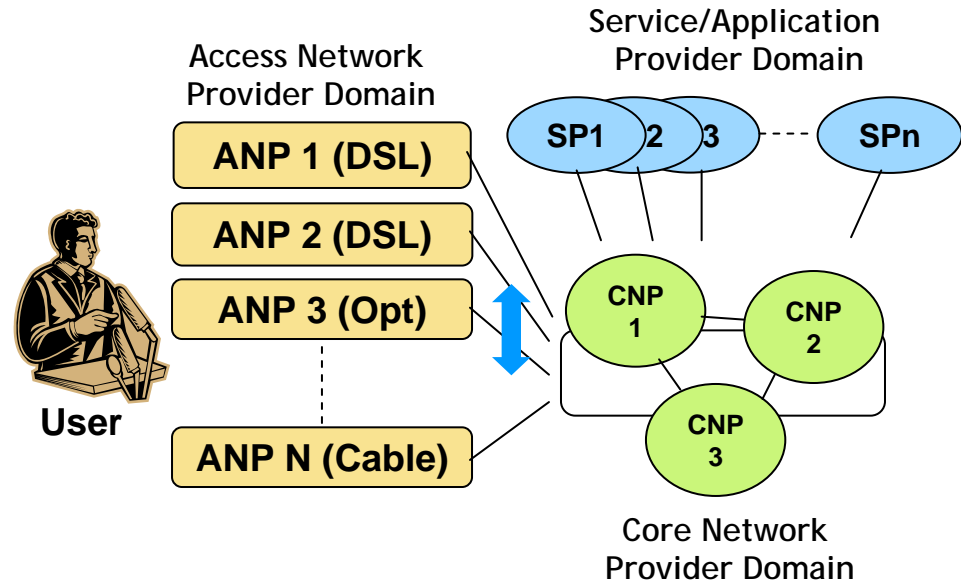 Access Network
Provider Domain
ANP 1 (DSL)
ANP 2 (DSL)
ANP 3 (Opt)
ANP N (Cable)
User
Service/Application
Provider Domain
SP1
2
3
SPn
CNP
1
CNP
2
CNP
3
Core Network
Provider Domain